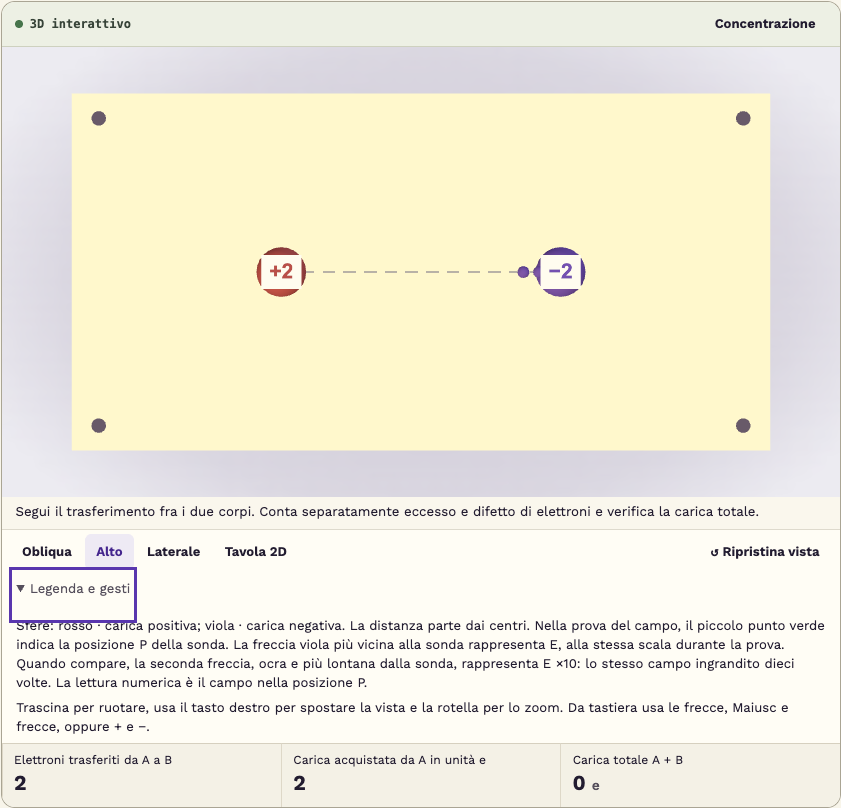 3D interattivo
Concentrazione
+2
−2
Segui il trasferimento fra i due corpi. Conta separatamente eccesso e difetto di elettroni e verifica la carica totale.
Obliqua Alto Laterale Tavola 2D
↺ Ripristina vista
▼ Legenda e gesti
Sfere: rosso · carica positiva; viola · carica negativa. La distanza parte dai centri. Nella prova del campo, il piccolo punto verde
indica la posizione P della sonda. La freccia viola più vicina alla sonda rappresenta E, alla stessa scala durante la prova.
Quando compare, la seconda freccia, ocra e più lontana dalla sonda, rappresenta E ×10: lo stesso campo ingrandito dieci
volte. La lettura numerica è il campo nella posizione P.
Trascina per ruotare, usa il tasto destro per spostare la vista e la rotella per lo zoom. Da tastiera usa le frecce, Maiusc e
frecce, oppure + e −.
Elettroni trasferiti da A a B
2
Carica acquistata da A in unità e
2
Carica totale A + B
0 e